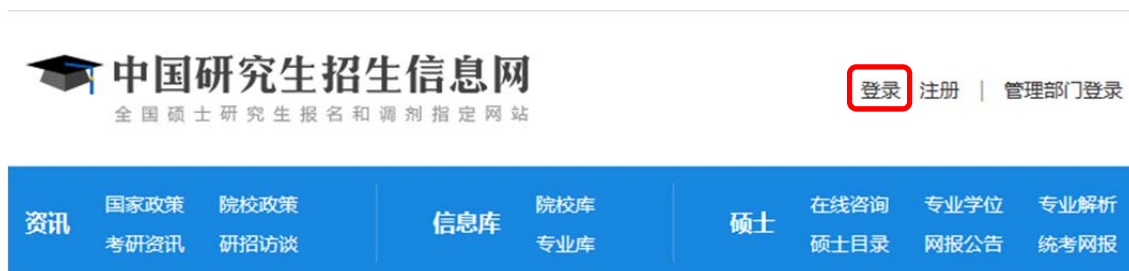 中国研究生招生信息网
全国硕士研究生报名和调剂指定网站
登录 注册 | 管理部门登录
资讯 国家政策 院校政策 信息库 院校库 硕士 在线咨询 专业学位 专业解析
考研资讯 研招访谈 专业库 硕士目录 网报公告 统考网报